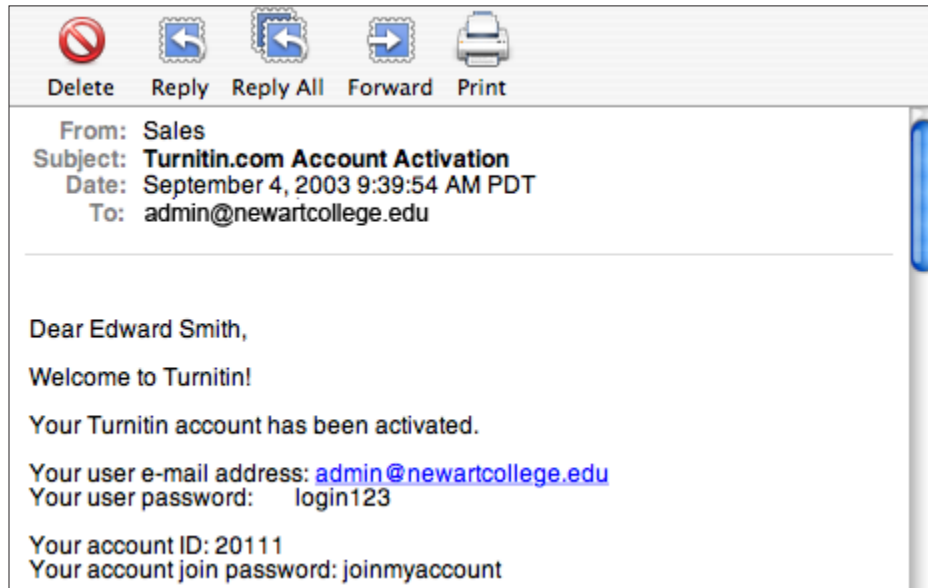 Delete Reply Reply All Forward Print
From: Sales
Subject: Turnitin.com Account Activation
Date: September 4, 2003 9:39:54 AM PDT
To: admin@newartcollege.edu
Dear Edward Smith,
Welcome to Turnitin!
Your Turnitin account has been activated.
Your user e-mail address: admin@newartcollege.edu
Your user password: login123
Your account ID: 20111
Your account join password: joinmyaccount